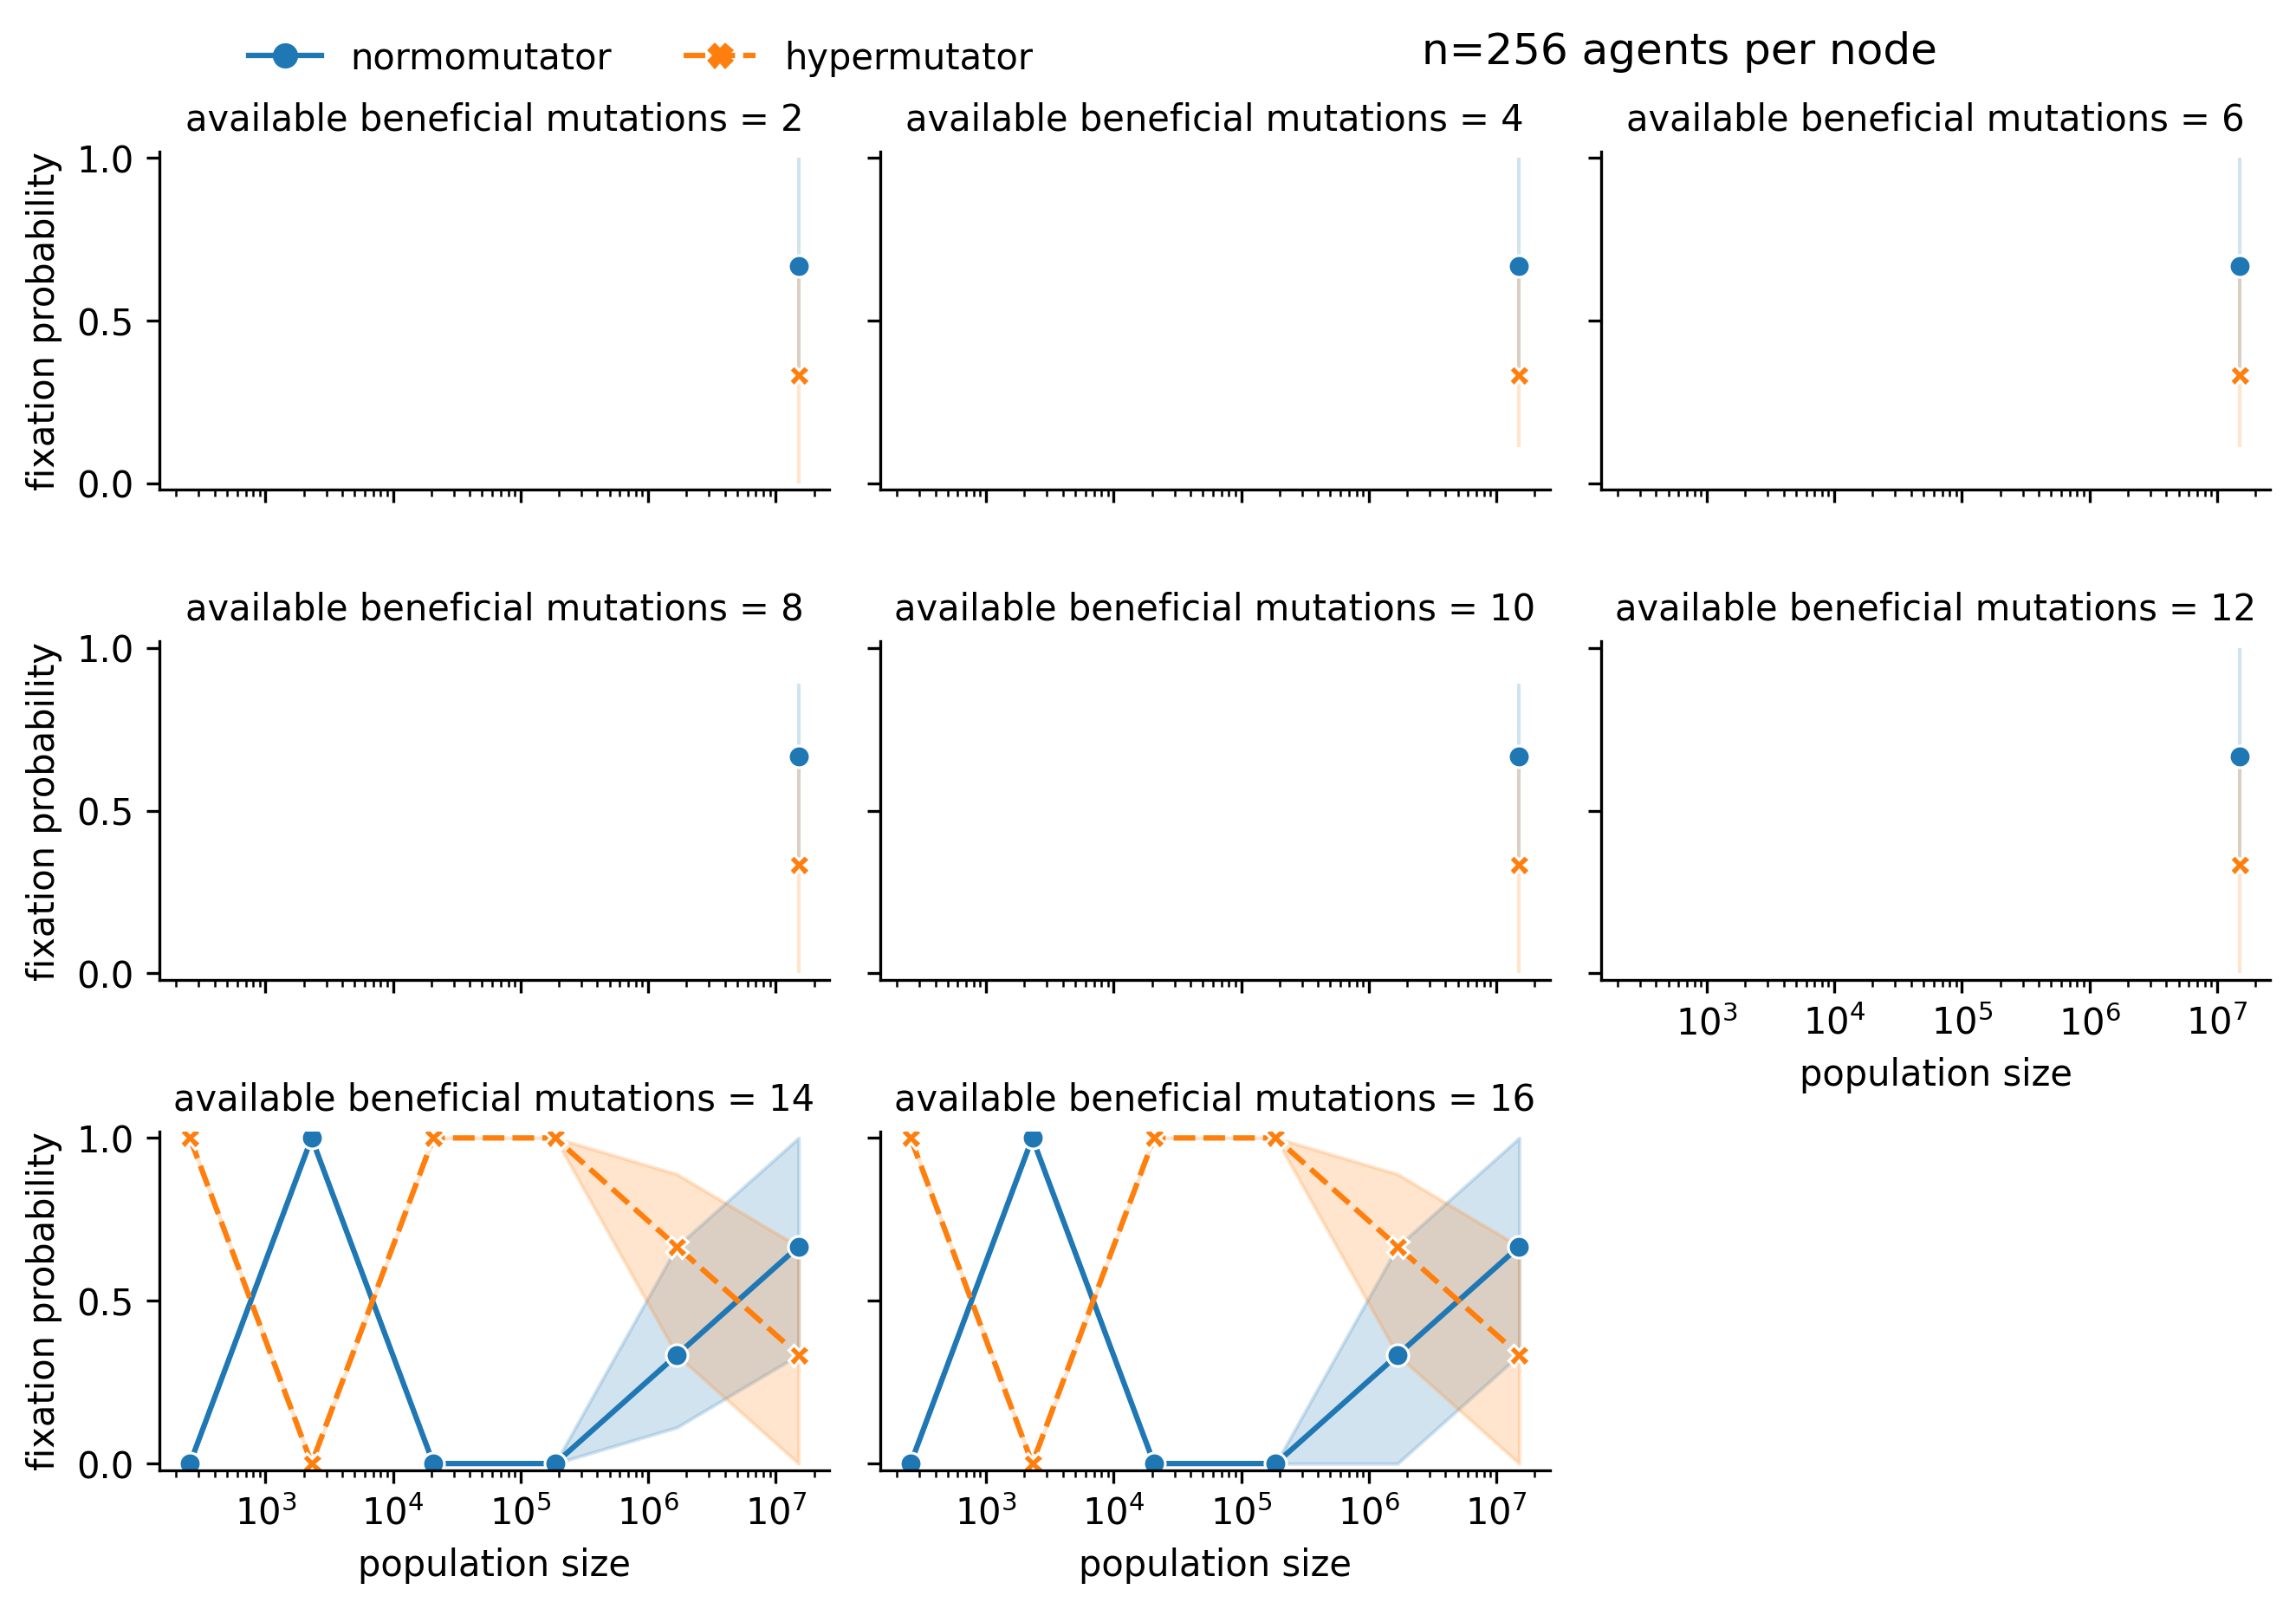 normomutator hypermutator n=256 agents per node
available beneficial mutations = 2 available beneficial mutations = 4 available beneficial mutations = 6
fixation probability
1.0
0.5
0.0
available beneficial mutations = 8 available beneficial mutations = 10 available beneficial mutations = 12
fixation probability
1.0
0.5
0.0
10³ 10⁴ 10⁵ 10⁶ 10⁷
population size
available beneficial mutations = 14 available beneficial mutations = 16
fixation probability
1.0
0.5
0.0
10³ 10⁴ 10⁵ 10⁶ 10⁷ 10³ 10⁴ 10⁵ 10⁶ 10⁷
population size population size